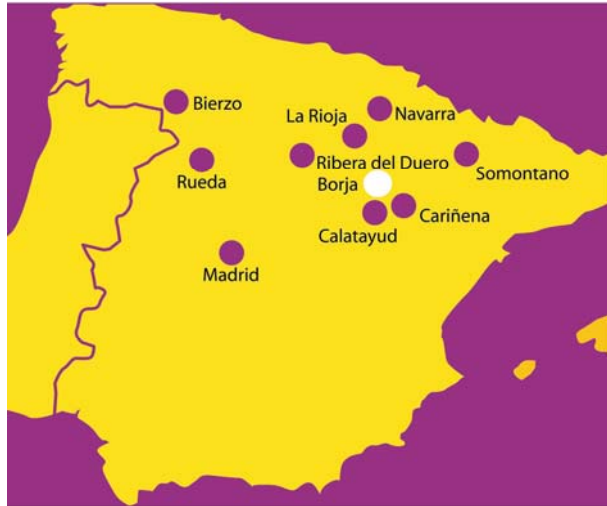 Bierzo
Navarra
La Rioja
Ribera del Duero
Somontano
Rueda
Borja
Cariñena
Calatayud
Madrid